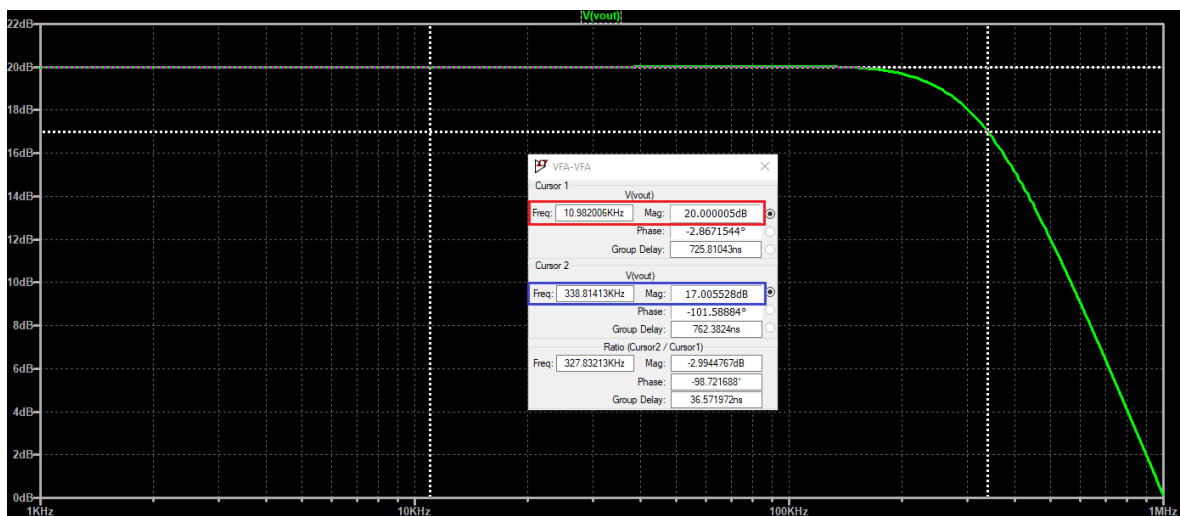 V(vout)
22dB
20dB
18dB
16dB
14dB
12dB
10dB
8dB
6dB
4dB
2dB
0dB
1KHz 10KHz 100KHz 1MHz
VFA-VFA
Cursor 1
V(vout)
Freq: 10.982006KHz Mag: 20.000005dB
Phase: -2.8671544°
Group Delay: 725.81043ns
Cursor 2
V(vout)
Freq: 338.81413KHz Mag: 17.005528dB
Phase: -101.58884°
Group Delay: 762.3824ns
Ratio (Cursor2 / Cursor1)
Freq: 327.83213KHz Mag: -2.9944767dB
Phase: -98.721688°
Group Delay: 36.571972ns